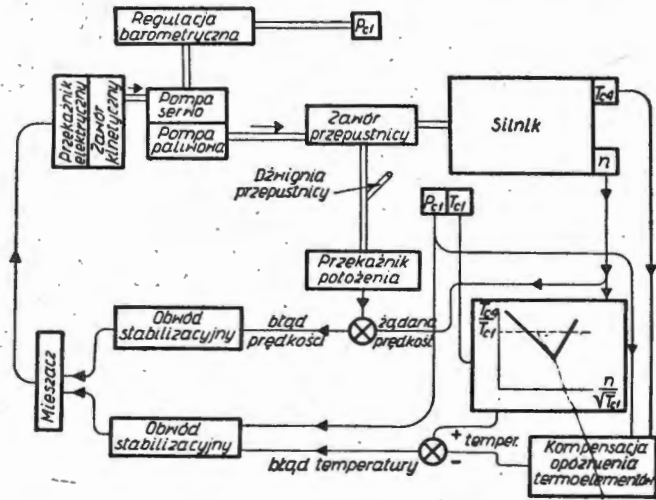 Regulacja
barometryczna
Pc1
Przekaźnik
elektryczny
Zawór
kinetyczny
Pompa
serwo
Pompa
paliwowa
Zawór
przepustnicy
Silnik
Tc4
n
Dźwignia
przepustnicy
Pc1 Tc1
Przekaźnik
położenia
Obwód
stabilizacyjny
błąd
prędkości
żądana
prędkość
Tc4
Tc1
n
√Tc1
Mieszacz
Obwód
stabilizacyjny
błąd temperatury
+ temper.
-
Kompensacja
opóźnienia
termoelementów